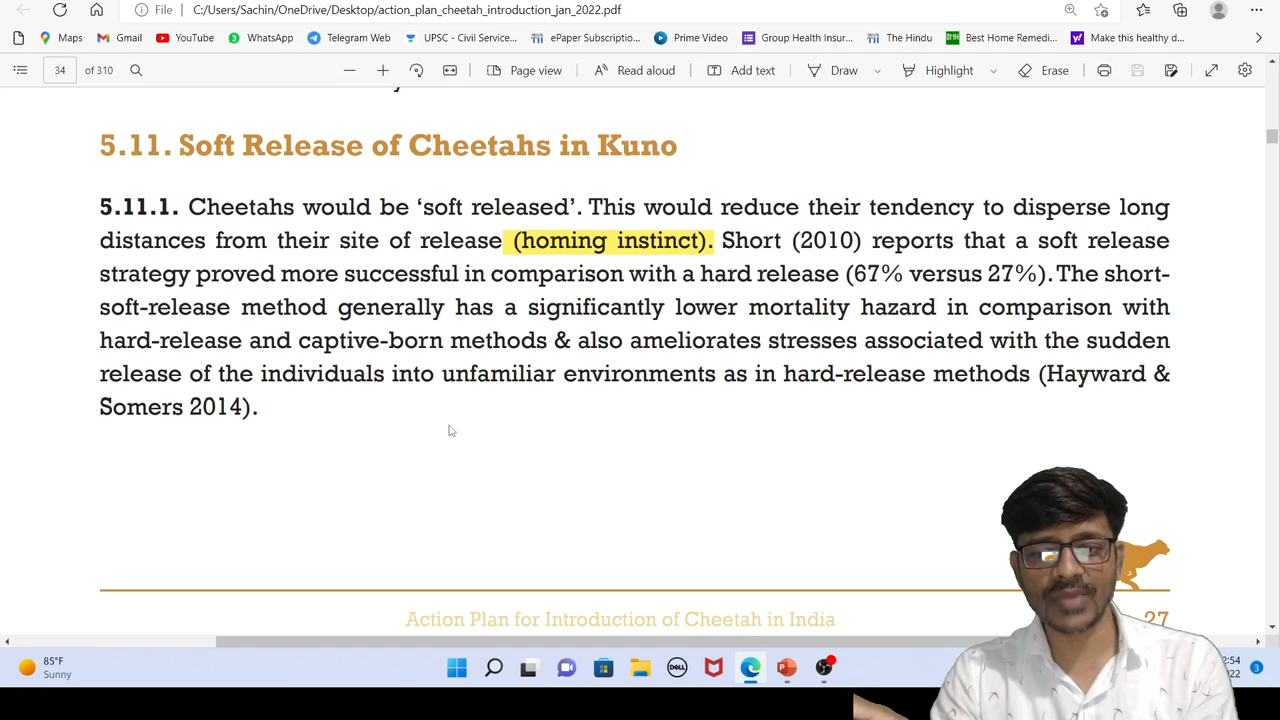 File
C:/Users/Sachin/OneDrive/Desktop/action_plan_cheetah_introduction_jan_2022.pdf
Maps
Gmail
YouTube
3
WhatsApp
Telegram Web
UPSC - Civil Service...
ePaper Subscriptio...
Prime Video
Group Health Insur...
The Hindu
BMH
Best Home Remedi...
Make this healthy d...
34 of 310
Page view
Read aloud
Add text
Draw
Highlight
Erase
5.11. Soft Release of Cheetahs in Kuno
5.11.1. Cheetahs would be ‘soft released’. This would reduce their tendency to disperse long
distances from their site of release (homing instinct). Short (2010) reports that a soft release
strategy proved more successful in comparison with a hard release (67% versus 27%). The short-
soft-release method generally has a significantly lower mortality hazard in comparison with
hard-release and captive-born methods & also ameliorates stresses associated with the sudden
release of the individuals into unfamiliar environments as in hard-release methods (Hayward &
Somers 2014).
Action Plan for Introduction of Cheetah in India
27
85°F
Sunny
DELL
2:54
2022
3